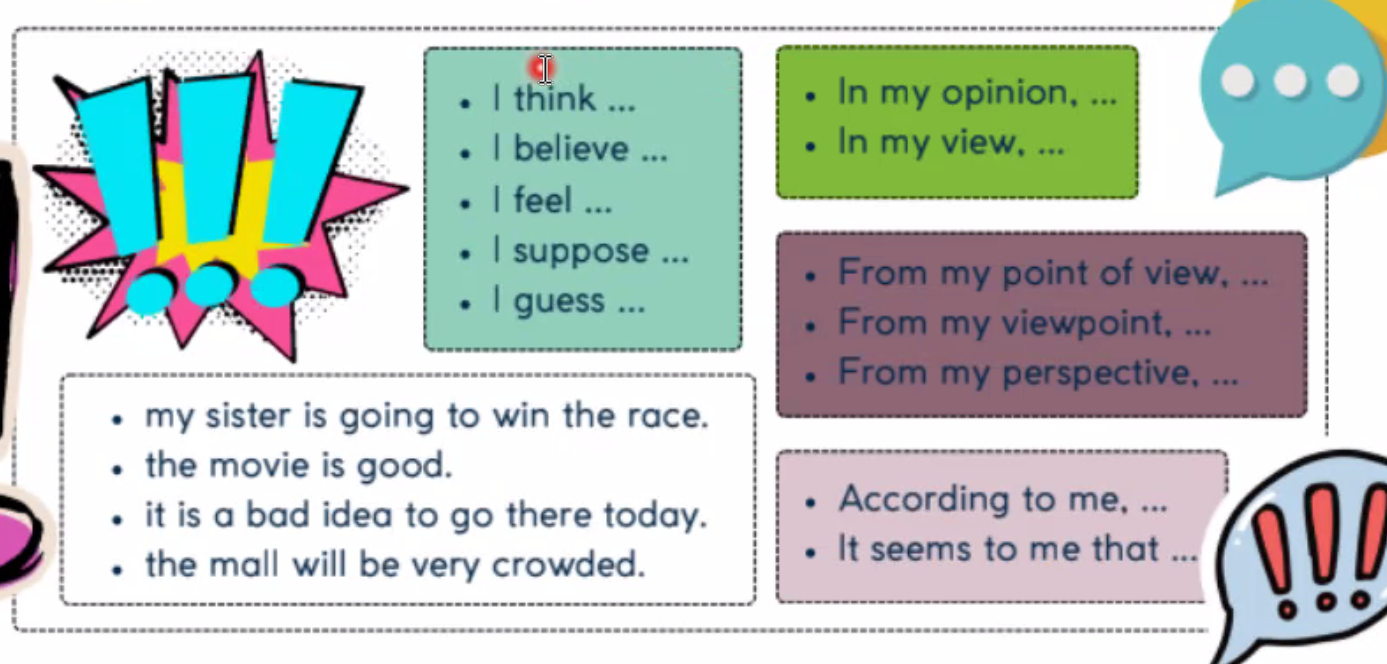 • I think ...
• I believe ...
• I feel ...
• I suppose ...
• I guess ...
• In my opinion, ...
• In my view, ...
• From my point of view, ...
• From my viewpoint, ...
• From my perspective, ...
• my sister is going to win the race.
• the movie is good.
• it is a bad idea to go there today.
• the mall will be very crowded.
• According to me, ...
• It seems to me that ...